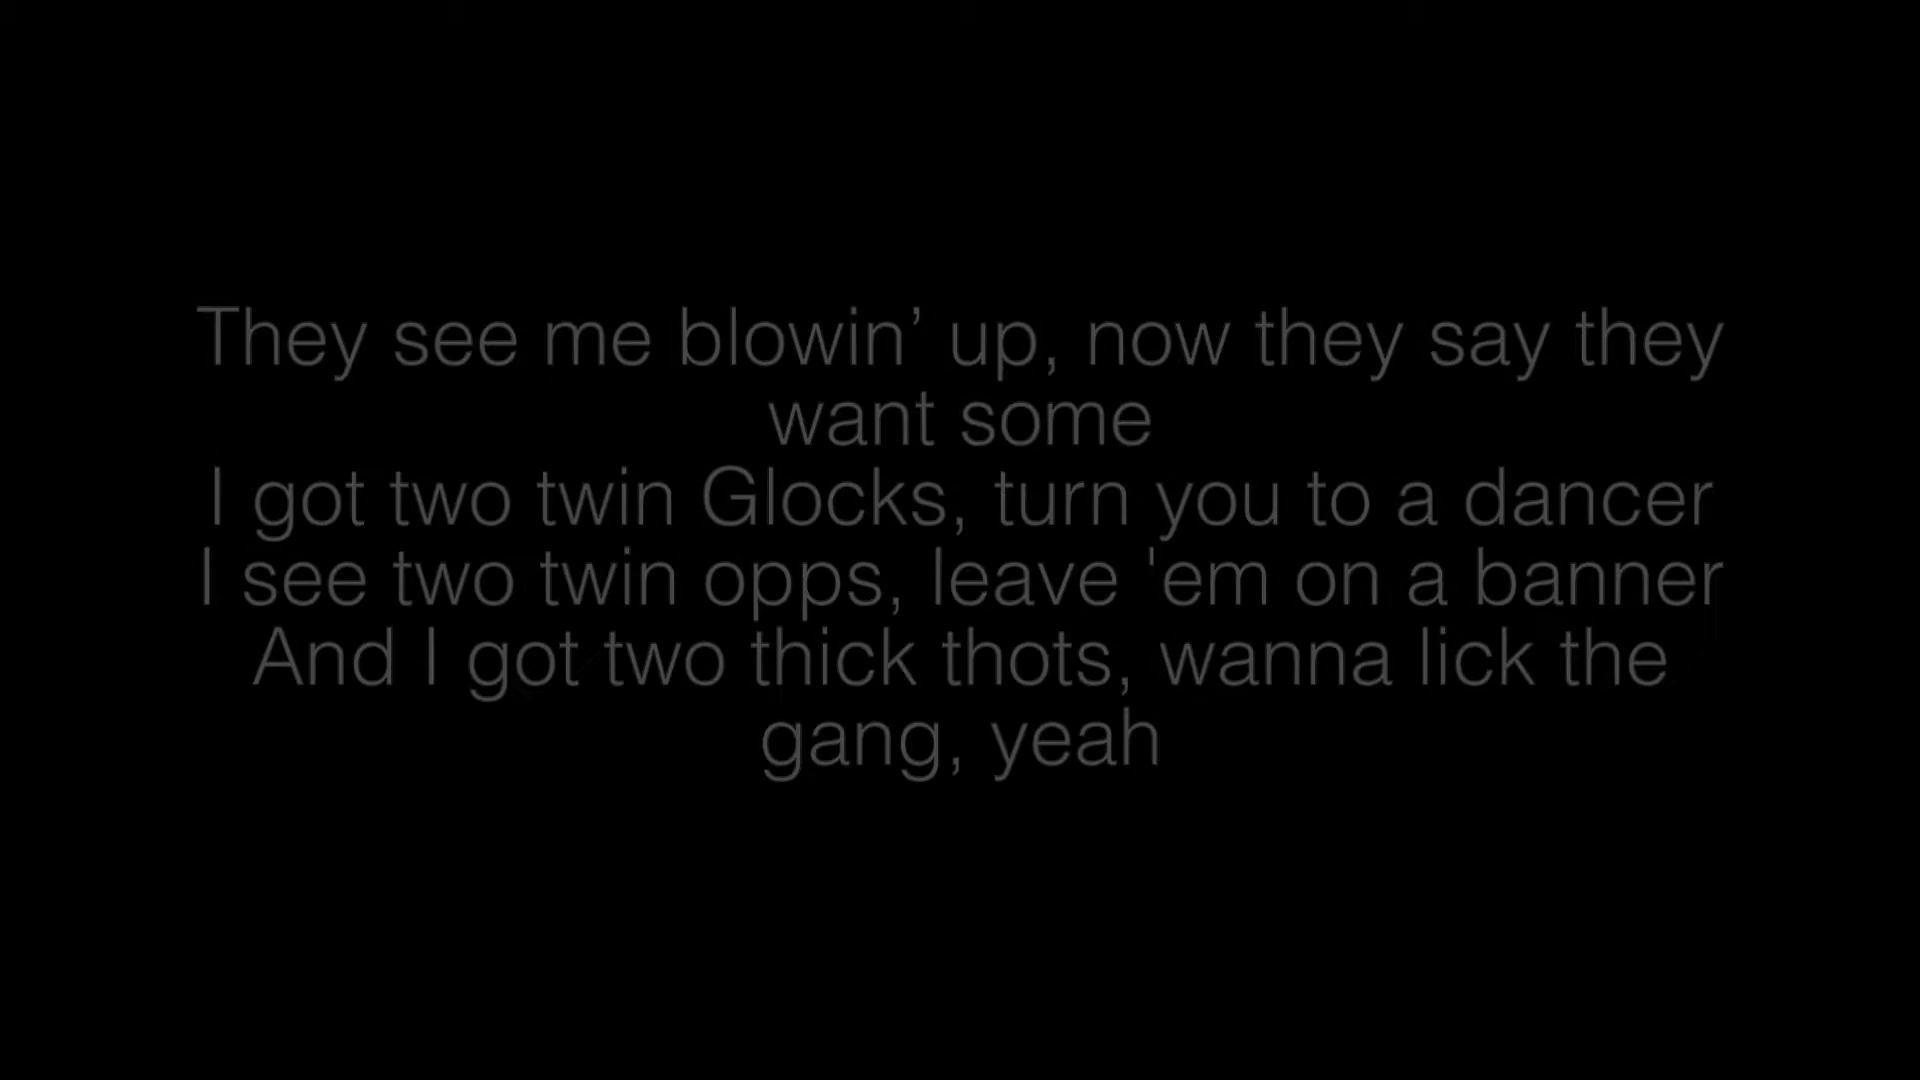 They see me blowin’ up, now they say they
want some
I got two twin Glocks, turn you to a dancer
I see two twin opps, leave 'em on a banner
And I got two thick thots, wanna lick the
gang, yeah